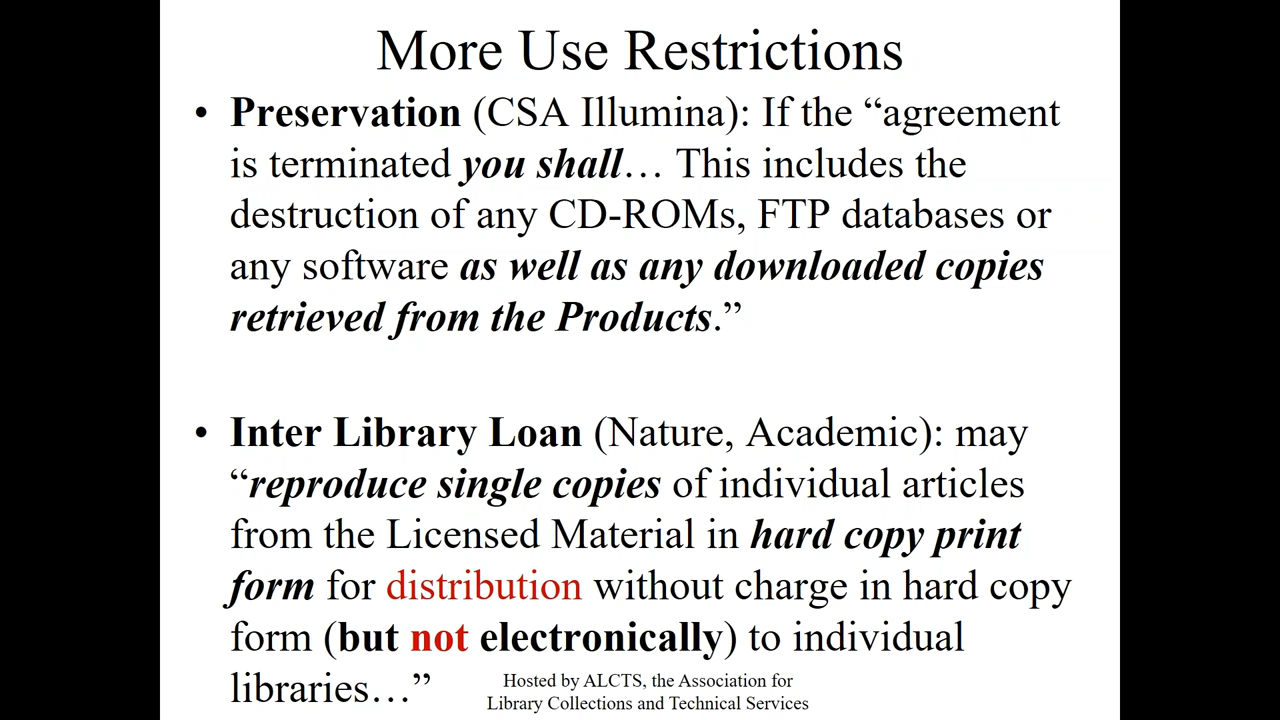 More Use Restrictions
• Preservation (CSA Illumina): If the “agreement
is terminated you shall… This includes the
destruction of any CD-ROMs, FTP databases or
any software as well as any downloaded copies
retrieved from the Products.”
• Inter Library Loan (Nature, Academic): may
“reproduce single copies of individual articles
from the Licensed Material in hard copy print
form for distribution without charge in hard copy
form (but not electronically) to individual
libraries…”
Hosted by ALCTS, the Association for
Library Collections and Technical Services